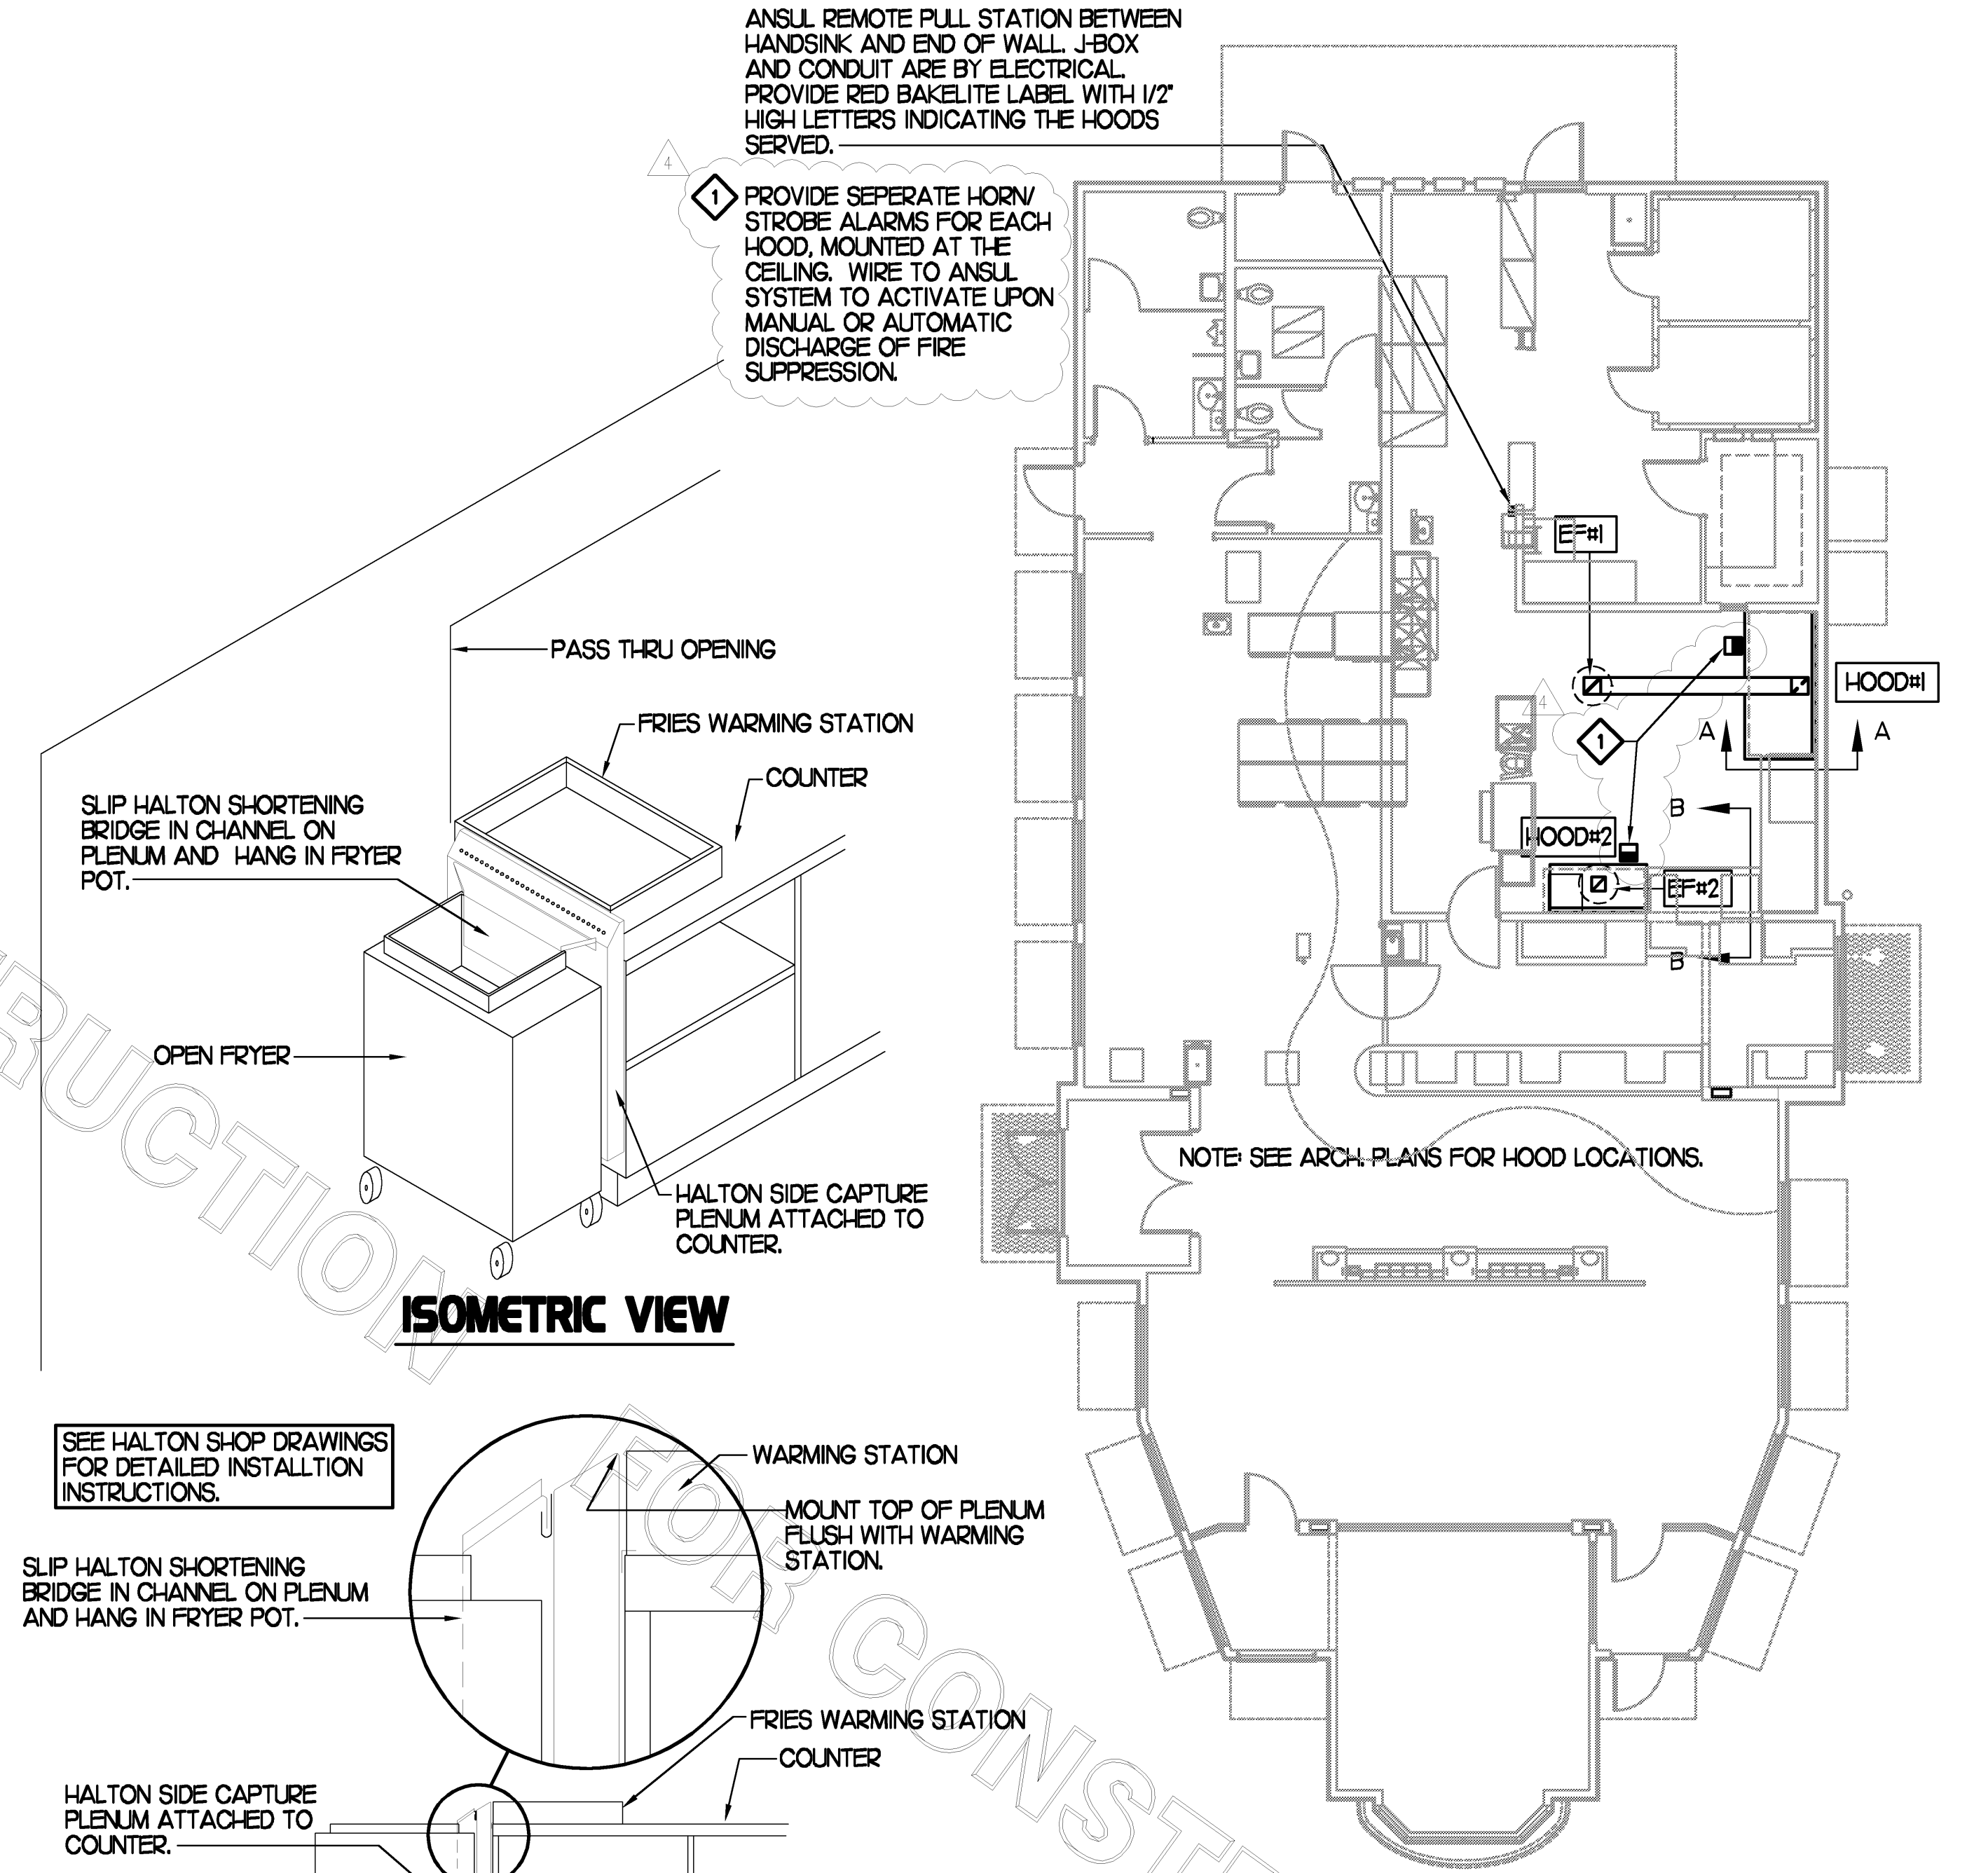 ANSUL REMOTE PULL STATION BETWEEN
HANDSINK AND END OF WALL. J-BOX
AND CONDUIT ARE BY ELECTRICAL.
PROVIDE RED BAKELITE LABEL WITH 1/2"
HIGH LETTERS INDICATING THE HOODS
SERVED.
4
1
PROVIDE SEPERATE HORN/
STROBE ALARMS FOR EACH
HOOD, MOUNTED AT THE
CEILING. WIRE TO ANSUL
SYSTEM TO ACTIVATE UPON
MANUAL OR AUTOMATIC
DISCHARGE OF FIRE
SUPPRESSION.
PASS THRU OPENING
FRIES WARMING STATION
COUNTER
SLIP HALTON SHORTENING
BRIDGE IN CHANNEL ON
PLENUM AND HANG IN FRYER
POT.
OPEN FRYER
HALTON SIDE CAPTURE
PLENUM ATTACHED TO
COUNTER.
ISOMETRIC VIEW
EF#1
HOOD#1
4
1
A
A
B
HOOD#2
EF#2
B
NOTE: SEE ARCH. PLANS FOR HOOD LOCATIONS.
SEE HALTON SHOP DRAWINGS
FOR DETAILED INSTALLTION
INSTRUCTIONS.
WARMING STATION
MOUNT TOP OF PLENUM
FLUSH WITH WARMING
STATION.
SLIP HALTON SHORTENING
BRIDGE IN CHANNEL ON PLENUM
AND HANG IN FRYER POT.
FRIES WARMING STATION
COUNTER
HALTON SIDE CAPTURE
PLENUM ATTACHED TO
COUNTER.
RUCTION
FOR CONST